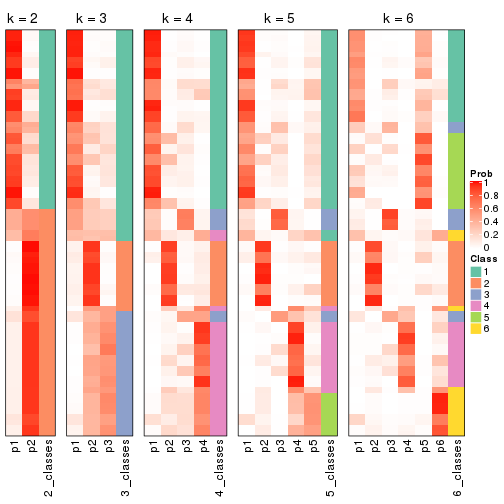 k = 2
k = 3
k = 4
k = 5
k = 6
Prob
1
0.8
0.6
0.4
0.2
0
Class
1
2
3
4
5
6
p1
p2
2_classes
p1
p2
p3
3_classes
p1
p2
p3
p4
4_classes
p1
p2
p3
p4
p5
5_classes
p1
p2
p3
p4
p5
p6
6_classes